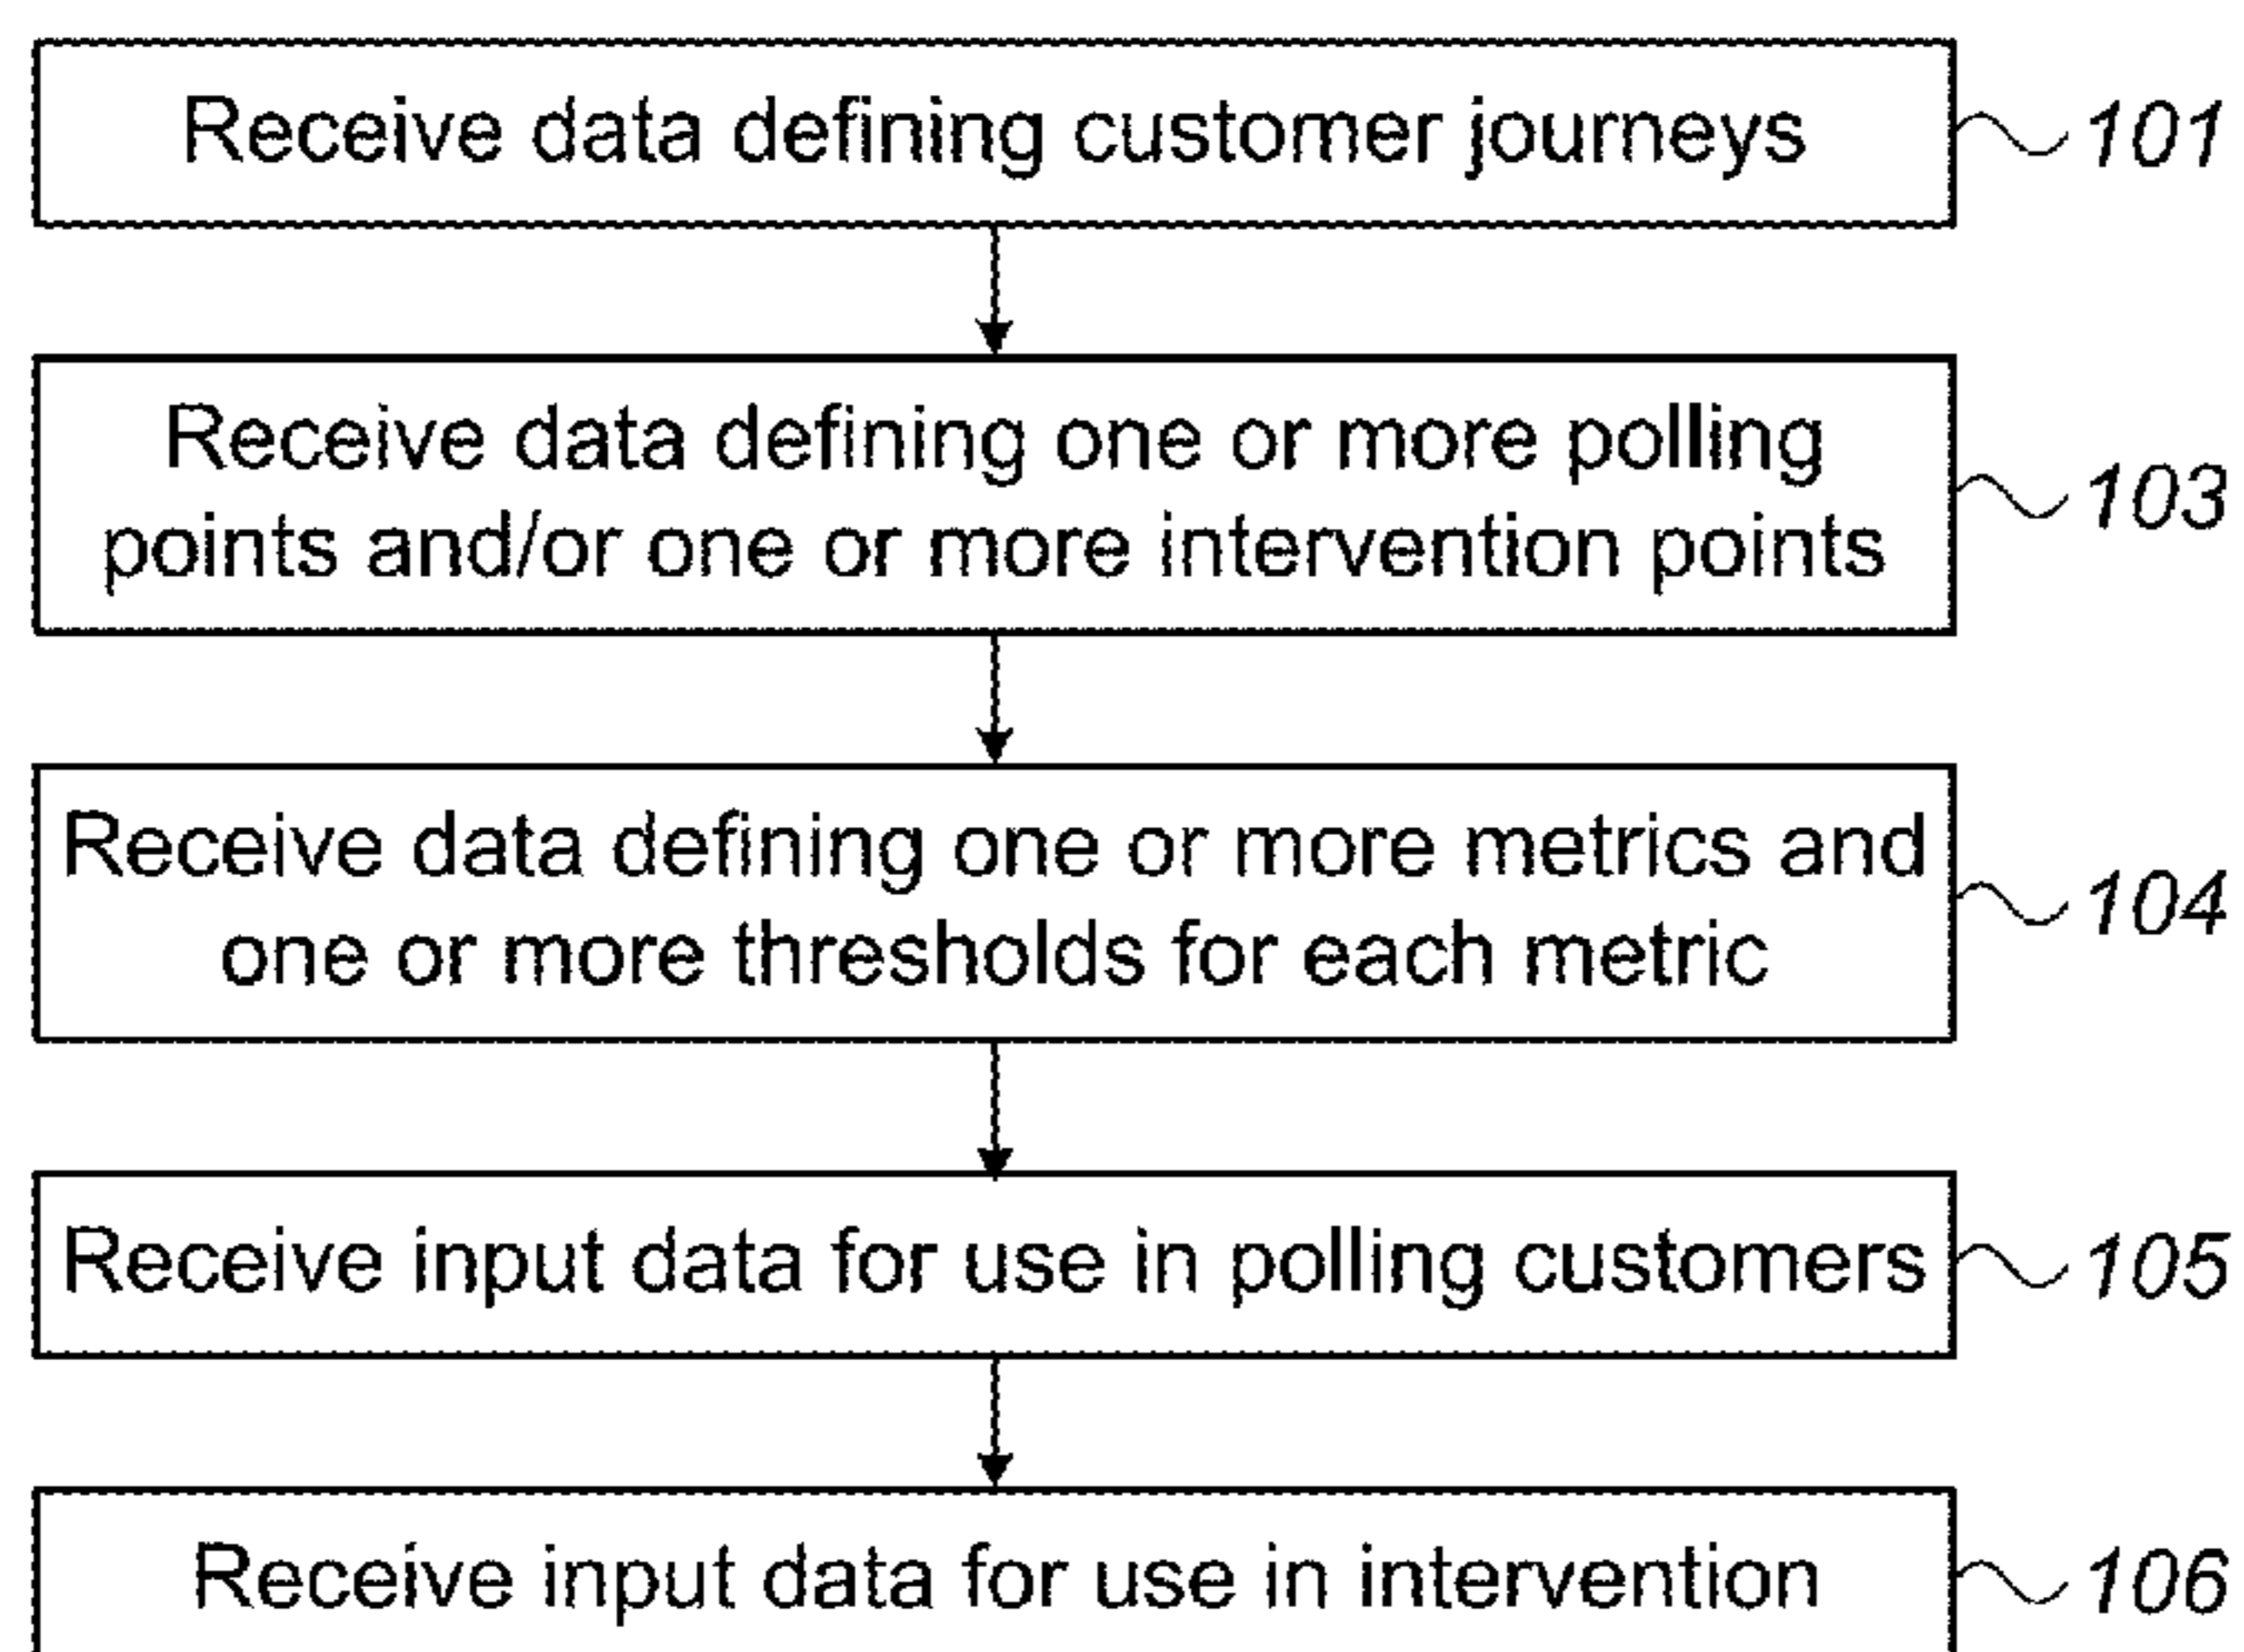 Receive data defining customer journeys
101
Receive data defining one or more polling
points and/or one or more intervention points
103
Receive data defining one or more metrics and
one or more thresholds for each metric
104
Receive input data for use in polling customers
105
Receive input data for use in intervention
106